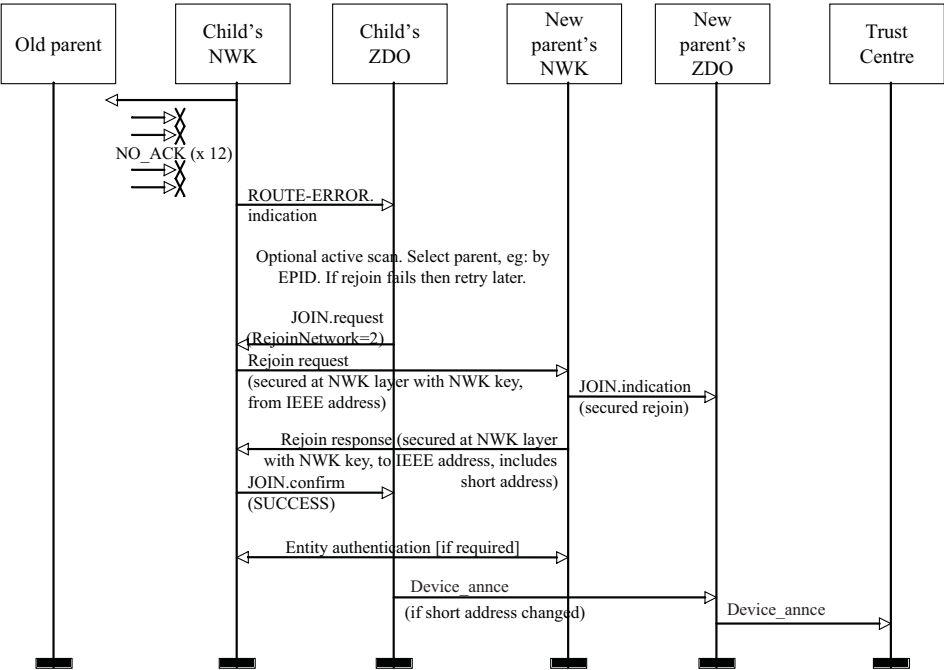 Old parent
Child's
NWK
Child's
ZDO
New
parent's
NWK
New
parent's
ZDO
Trust
Centre
NO_ACK (x 12)
ROUTE-ERROR.
indication
Optional active scan. Select parent, eg: by
EPID. If rejoin fails then retry later.
JOIN.request
(RejoinNetwork=2)
Rejoin request
(secured at NWK layer with NWK key,
from IEEE address)
JOIN.indication
(secured rejoin)
Rejoin response (secured at NWK layer
with NWK key, to IEEE address, includes
short address)
JOIN.confirm
(SUCCESS)
Entity authentication [if required]
Device_annce
(if short address changed)
Device_annce